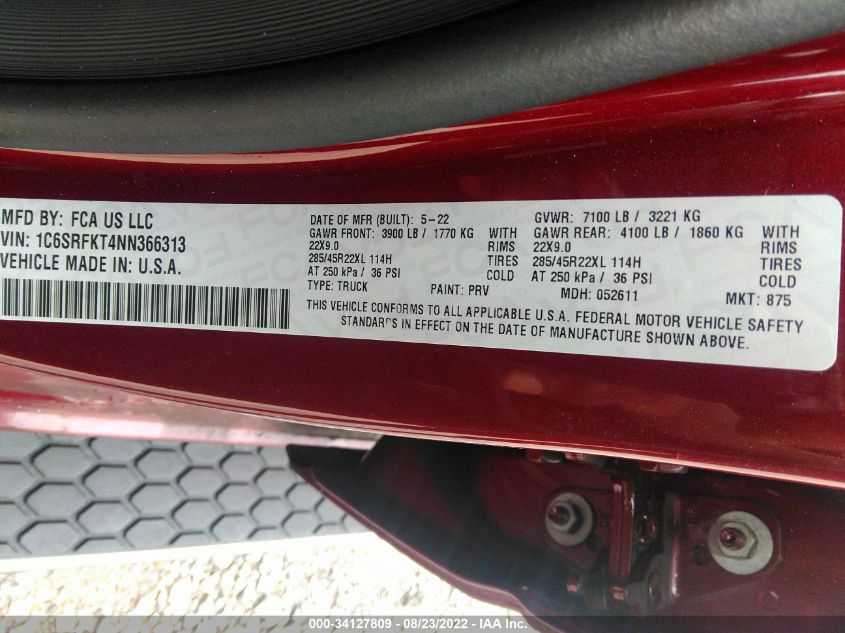 MFD BY: FCA US LLC
VIN: 1C6SRFKT4NN366313
VEHICLE MADE IN: U.S.A.
DATE OF MFR (BUILT): 5-22
GAWR FRONT: 3900 LB / 1770 KG WITH
22X9.0 RIMS
285/45R22XL 114H TIRES
AT 250 kPa / 36 PSI COLD
TYPE: TRUCK PAINT: PRV
GVWR: 7100 LB / 3221 KG
GAWR REAR: 4100 LB / 1860 KG WITH
22X9.0 RIMS
285/45R22XL 114H TIRES
AT 250 kPa / 36 PSI COLD
MDH: 052611 MKT: 875
THIS VEHICLE CONFORMS TO ALL APPLICABLE U.S.A. FEDERAL MOTOR VEHICLE SAFETY
STANDARDS IN EFFECT ON THE DATE OF MANUFACTURE SHOWN ABOVE.
000-34127809 - 08/23/2022 - IAA Inc.